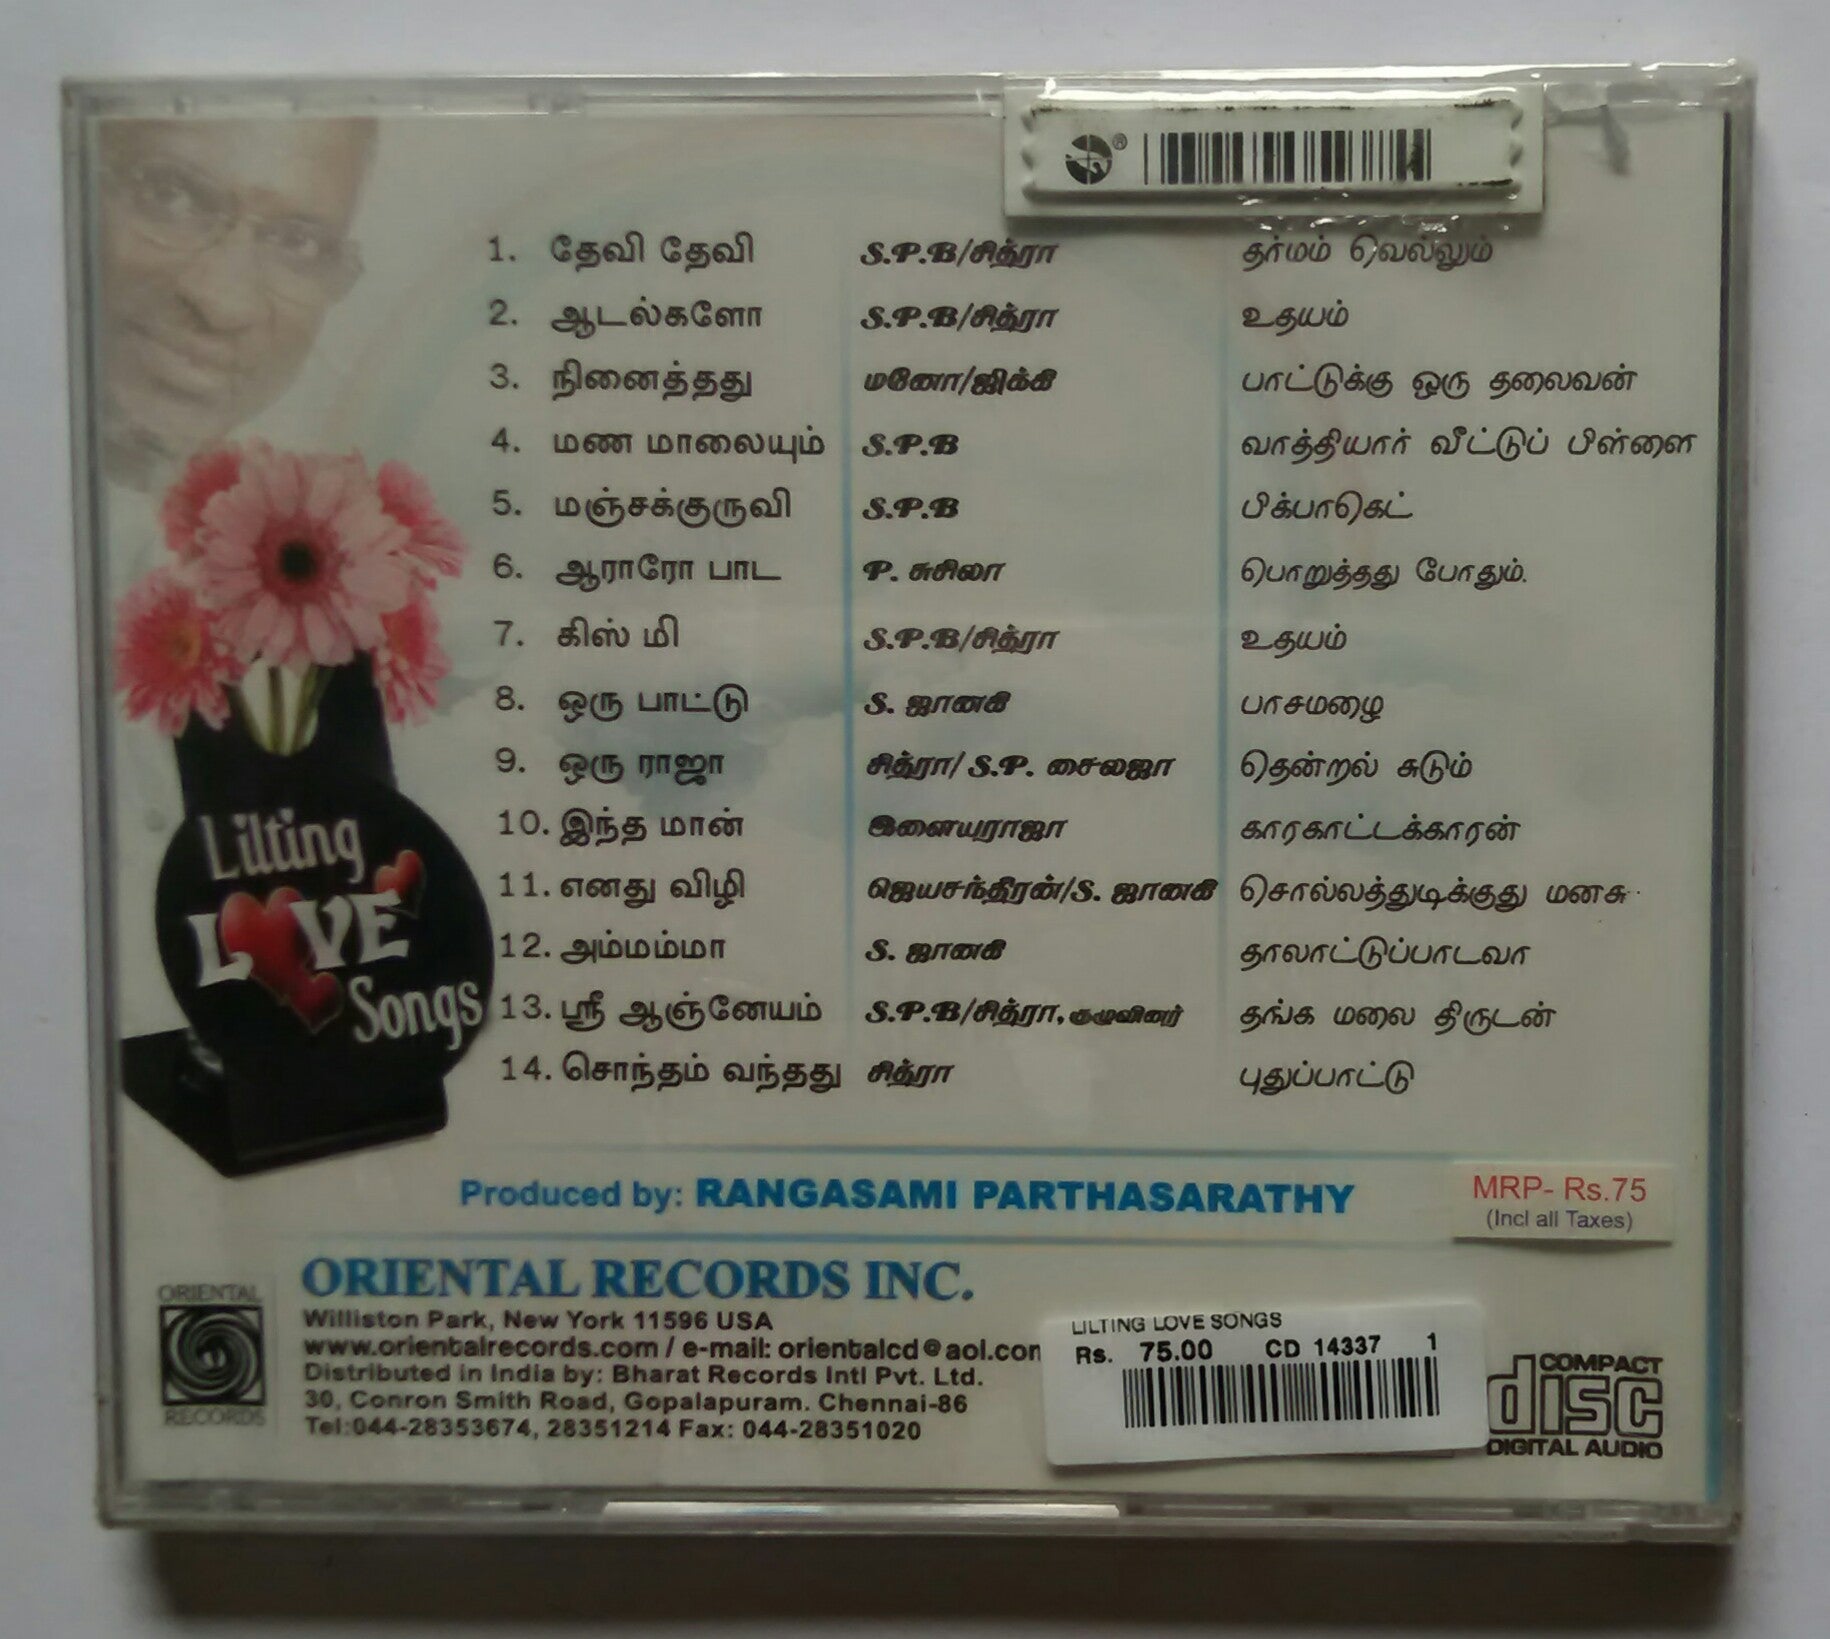 1. தேவி தேவி S.P.B/சித்ரா தர்மம் வெல்லும்
2. ஆடல்களோ S.P.B/சித்ரா உதயம்
3. நினைத்தது மனோ/ஜிக்கி பாட்டுக்கு ஒரு தலைவன்
4. மண மாலையும் S.P.B வாத்தியார் வீட்டுப் பிள்ளை
5. மஞ்சக்குருவி S.P.B பிக்பாகெட்
6. ஆராரோ பாட P. சுசிலா பொறுத்தது போதும்.
7. கிஸ் மி S.P.B/சித்ரா உதயம்
8. ஒரு பாட்டு S. ஜானகி பாசமழை
9. ஒரு ராஜா சித்ரா/ S.P. சைலஜா தென்றல் சுடும்
10. இந்த மான் இளையராஜா காரகாட்டக்காரன்
11. எனது விழி ஜெயசந்திரன்/S. ஜானகி சொல்லத்துடிக்குது மனசு
12. அம்மம்மா S. ஜானகி தாலாட்டுப்பாடவா
13. ஸ்ரீ ஆஞ்னேயம் S.P.B/சித்ரா, குழுவினர் தங்க மலை திருடன்
14. சொந்தம் வந்தது சித்ரா புதுப்பாட்டு
Lilting
LOVE
Songs
Produced by: RANGASAMI PARTHASARATHY
MRP- Rs.75
(Incl all Taxes)
ORIENTAL
RECORDS
ORIENTAL RECORDS INC.
Williston Park, New York 11596 USA
www.orientalrecords.com / e-mail: orientalcd@aol.com
Distributed in India by: Bharat Records Intl Pvt. Ltd.
30, Conron Smith Road, Gopalapuram. Chennai-86
Tel:044-28353674, 28351214 Fax: 044-28351020
LILTING LOVE SONGS
Rs. 75.00 CD 14337 1
COMPACT
disc
DIGITAL AUDIO